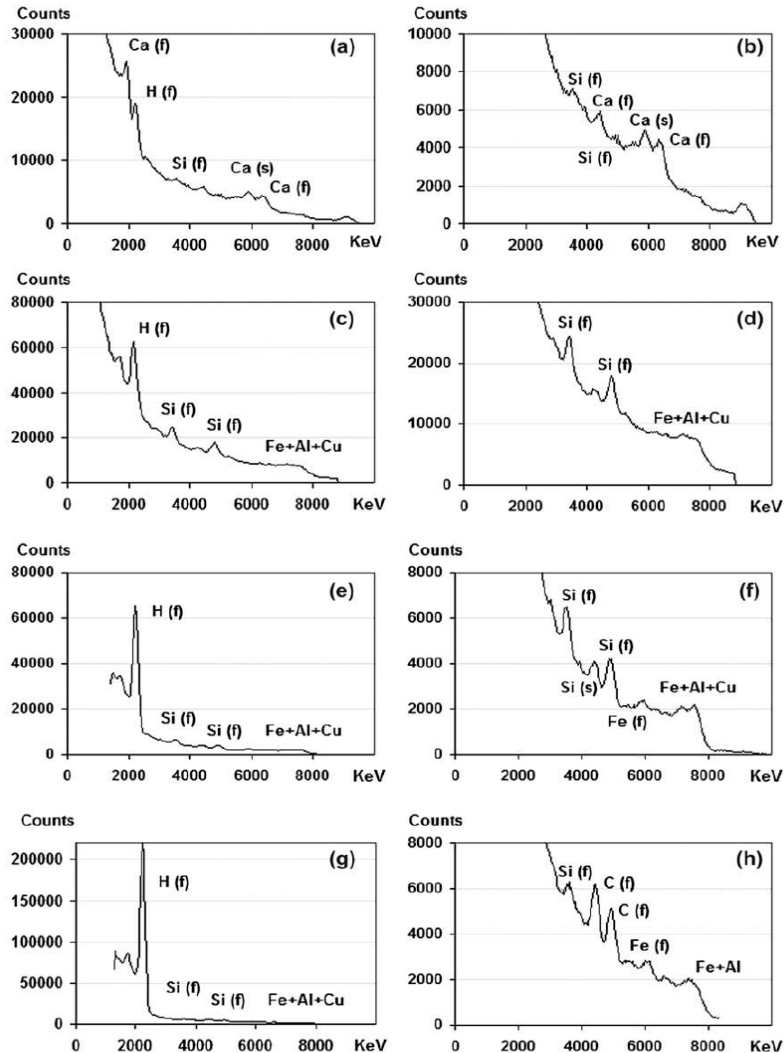 Counts
30000
20000
10000
0
0 2000 4000 6000 8000 KeV
(a)
Ca (f)
H (f)
Si (f)
Ca (s)
Ca (f)
Counts
10000
8000
6000
4000
2000
0
0 2000 4000 6000 8000 KeV
(b)
Si (f)
Ca (f)
Ca (s)
Si (f)
Ca (f)
Counts
80000
60000
40000
20000
0
0 2000 4000 6000 8000 KeV
(c)
H (f)
Si (f)
Si (f)
Fe+Al+Cu
Counts
30000
20000
10000
0
0 2000 4000 6000 8000 KeV
(d)
Si (f)
Si (f)
Fe+Al+Cu
Counts
80000
60000
40000
20000
0
0 2000 4000 6000 8000 KeV
(e)
H (f)
Si (f)
Si (f)
Fe+Al+Cu
Counts
8000
6000
4000
2000
0
0 2000 4000 6000 8000 KeV
(f)
Si (f)
Si (f)
Si (s)
Fe+Al+Cu
Fe (f)
Counts
200000
150000
100000
50000
0
0 2000 4000 6000 8000 KeV
(g)
H (f)
Si (f)
Si (f)
Fe+Al+Cu
Counts
8000
6000
4000
2000
0
0 2000 4000 6000 8000 KeV
(h)
Si (f)
C (f)
C (f)
Fe (f)
Fe+Al